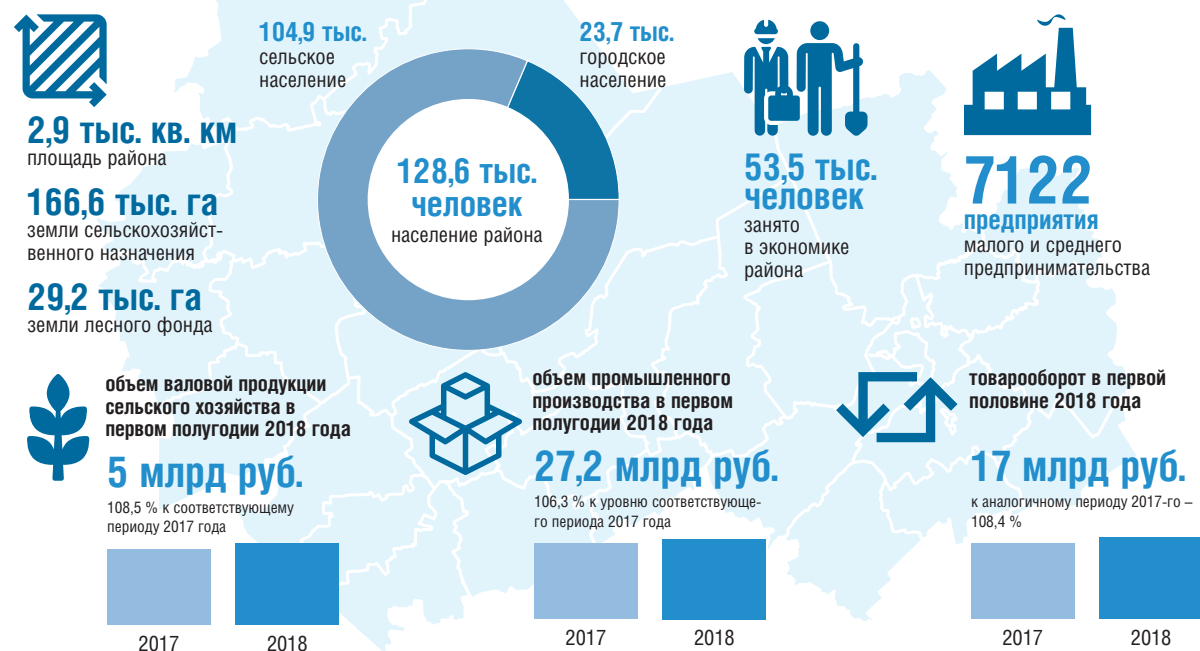 2,9 тыс. кв. км
площадь района
166,6 тыс. га
земли сельскохозяйст-
венного назначения
29,2 тыс. га
земли лесного фонда
104,9 тыс.
сельское
население
23,7 тыс.
городское
население
128,6 тыс.
человек
население района
53,5 тыс.
человек
занято
в экономике
района
7122
предприятия
малого и среднего
предпринимательства
объем валовой продукции
сельского хозяйства в
первом полугодии 2018 года
5 млрд руб.
108,5 % к соответствующему
периоду 2017 года
2017
2018
объем промышленного
производства в первом
полугодии 2018 года
27,2 млрд руб.
106,3 % к уровню соответствующе-
го периода 2017 года
2017
2018
товарооборот в первой
половине 2018 года
17 млрд руб.
к аналогичному периоду 2017-го –
108,4 %
2017
2018